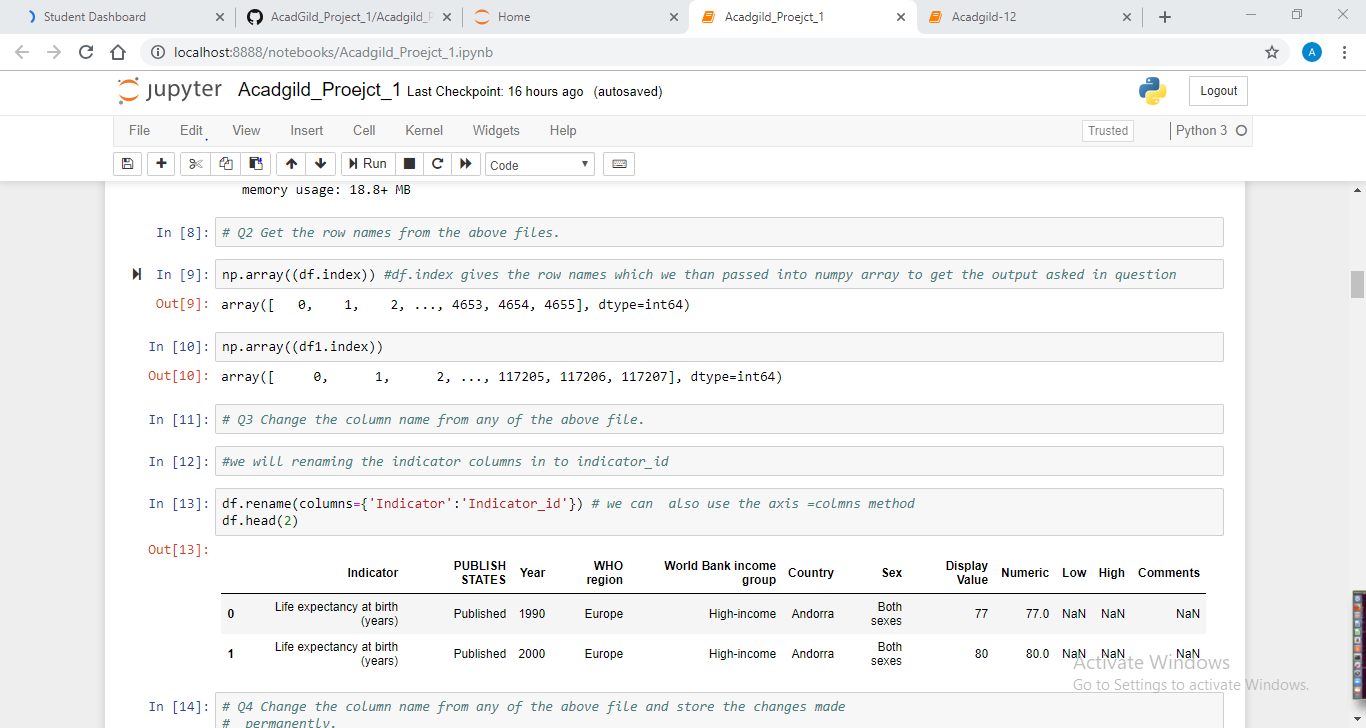 Student Dashboard
AcadGild_Project_1/Acadgild_P
Home
Acadgild_Proejct_1
Acadgild-12
localhost:8888/notebooks/Acadgild_Proejct_1.ipynb
A
jupyter Acadgild_Proejct_1 Last Checkpoint: 16 hours ago (autosaved)
Logout
File Edit View Insert Cell Kernel Widgets Help
Trusted
Python 3
Run
Code
memory usage: 18.8+ MB
In [8]: # Q2 Get the row names from the above files.
In [9]: np.array((df.index)) #df.index gives the row names which we than passed into numpy array to get the output asked in question
Out[9]: array([   0,    1,    2, ..., 4653, 4654, 4655], dtype=int64)
In [10]: np.array((df1.index))
Out[10]: array([     0,      1,      2, ..., 117205, 117206, 117207], dtype=int64)
In [11]: # Q3 Change the column name from any of the above file.
In [12]: #we will renaming the indicator columns in to indicator_id
In [13]: df.rename(columns={'Indicator':'Indicator_id'}) # we can  also use the axis =colmns method
df.head(2)
Out[13]:
Indicator PUBLISH STATES Year WHO region World Bank income group Country Sex Display Value Numeric Low High Comments
0 Life expectancy at birth (years) Published 1990 Europe High-income Andorra Both sexes 77 77.0 NaN NaN NaN
1 Life expectancy at birth (years) Published 2000 Europe High-income Andorra Both sexes 80 80.0 NaN NaN NaN
Activate Windows
Go to Settings to activate Windows.
In [14]: # Q4 Change the column name from any of the above file and store the changes made
#  permanently.